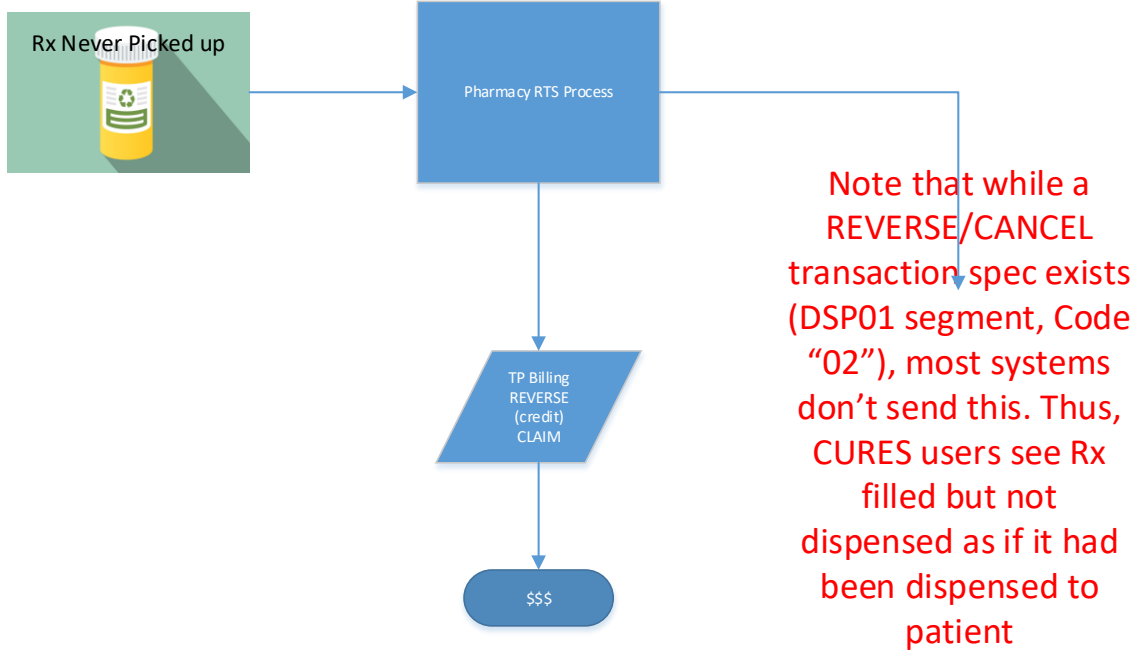 Rx Never Picked up
Pharmacy RTS Process
Note that while a
REVERSE/CANCEL
transaction spec exists
(DSP01 segment, Code
“02”), most systems
don’t send this. Thus,
CURES users see Rx
filled but not
dispensed as if it had
been dispensed to
patient
TP Billing
REVERSE
(credit)
CLAIM
$$$